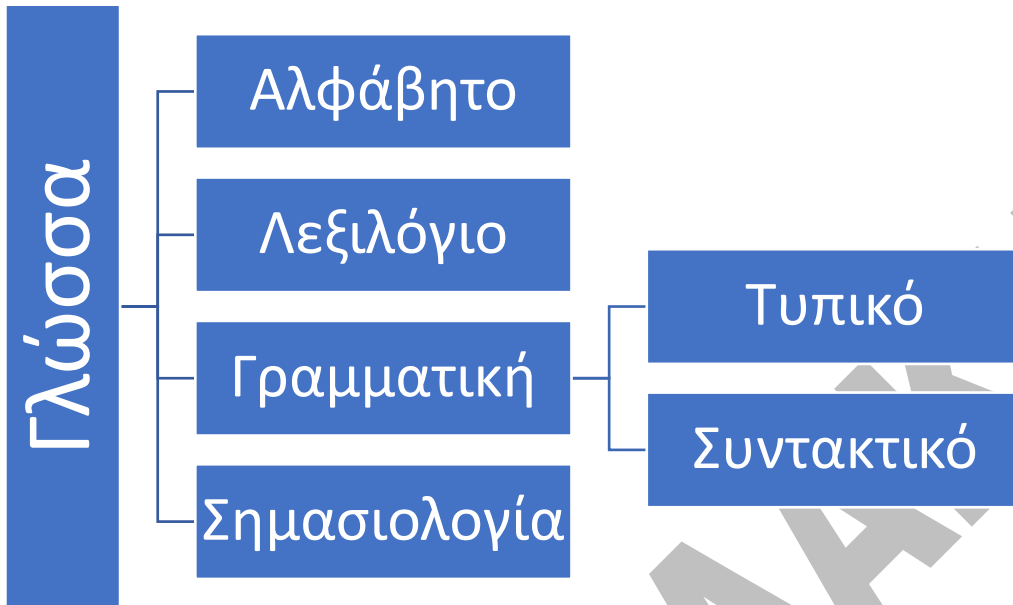 Γλώσσα
Αλφάβητο
Λεξιλόγιο
Γραμματική
Τυπικό
Συντακτικό
Σημασιολογία